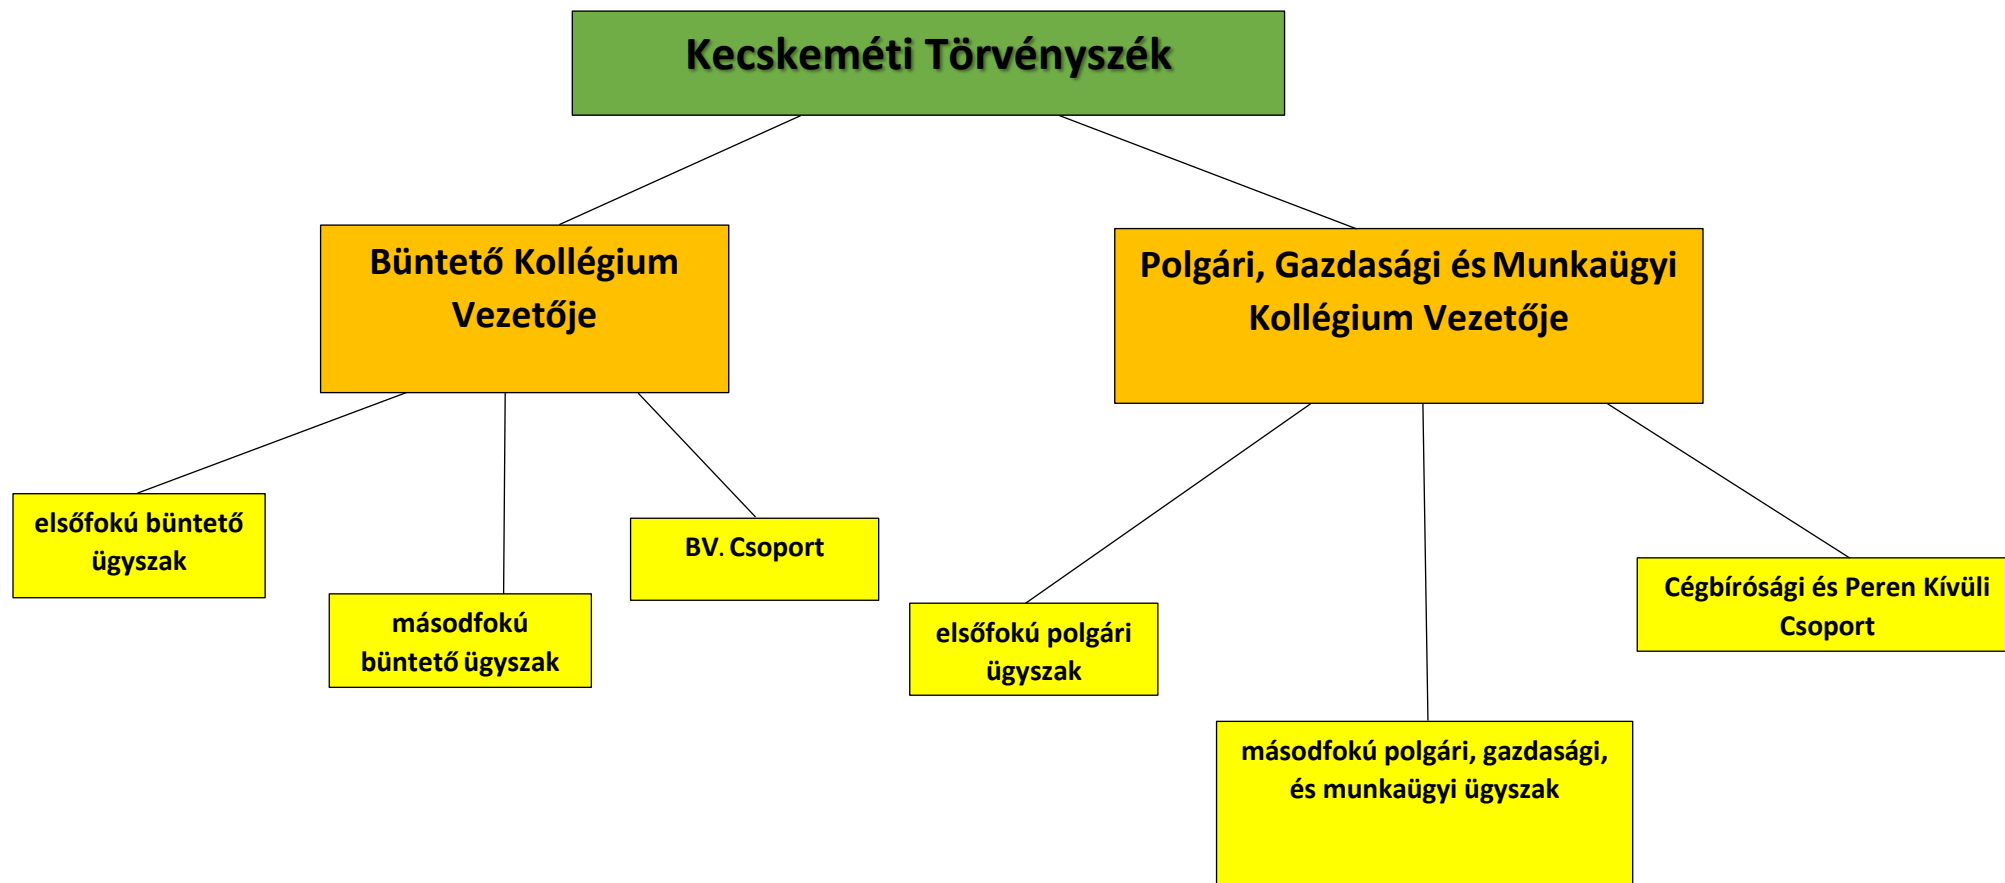 Kecskeméti Törvényszék
Büntető Kollégium
Vezetője
Polgári, Gazdasági és Munkaügyi
Kollégium Vezetője
elsőfokú büntető
ügyszak
másodfokú
büntető ügyszak
BV. Csoport
elsőfokú polgári
ügyszak
másodfokú polgári, gazdasági,
és munkaügyi ügyszak
Cégbírósági és Peren Kívüli
Csoport